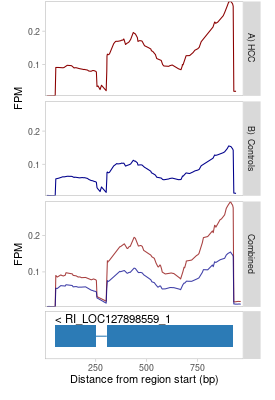 0.2
0.1
A) HCC
FPM
0.2
0.1
B) Controls
0.2
0.1
Combined
FPM
< RI_LOC127898559_1
250
500
750
Distance from region start (bp)